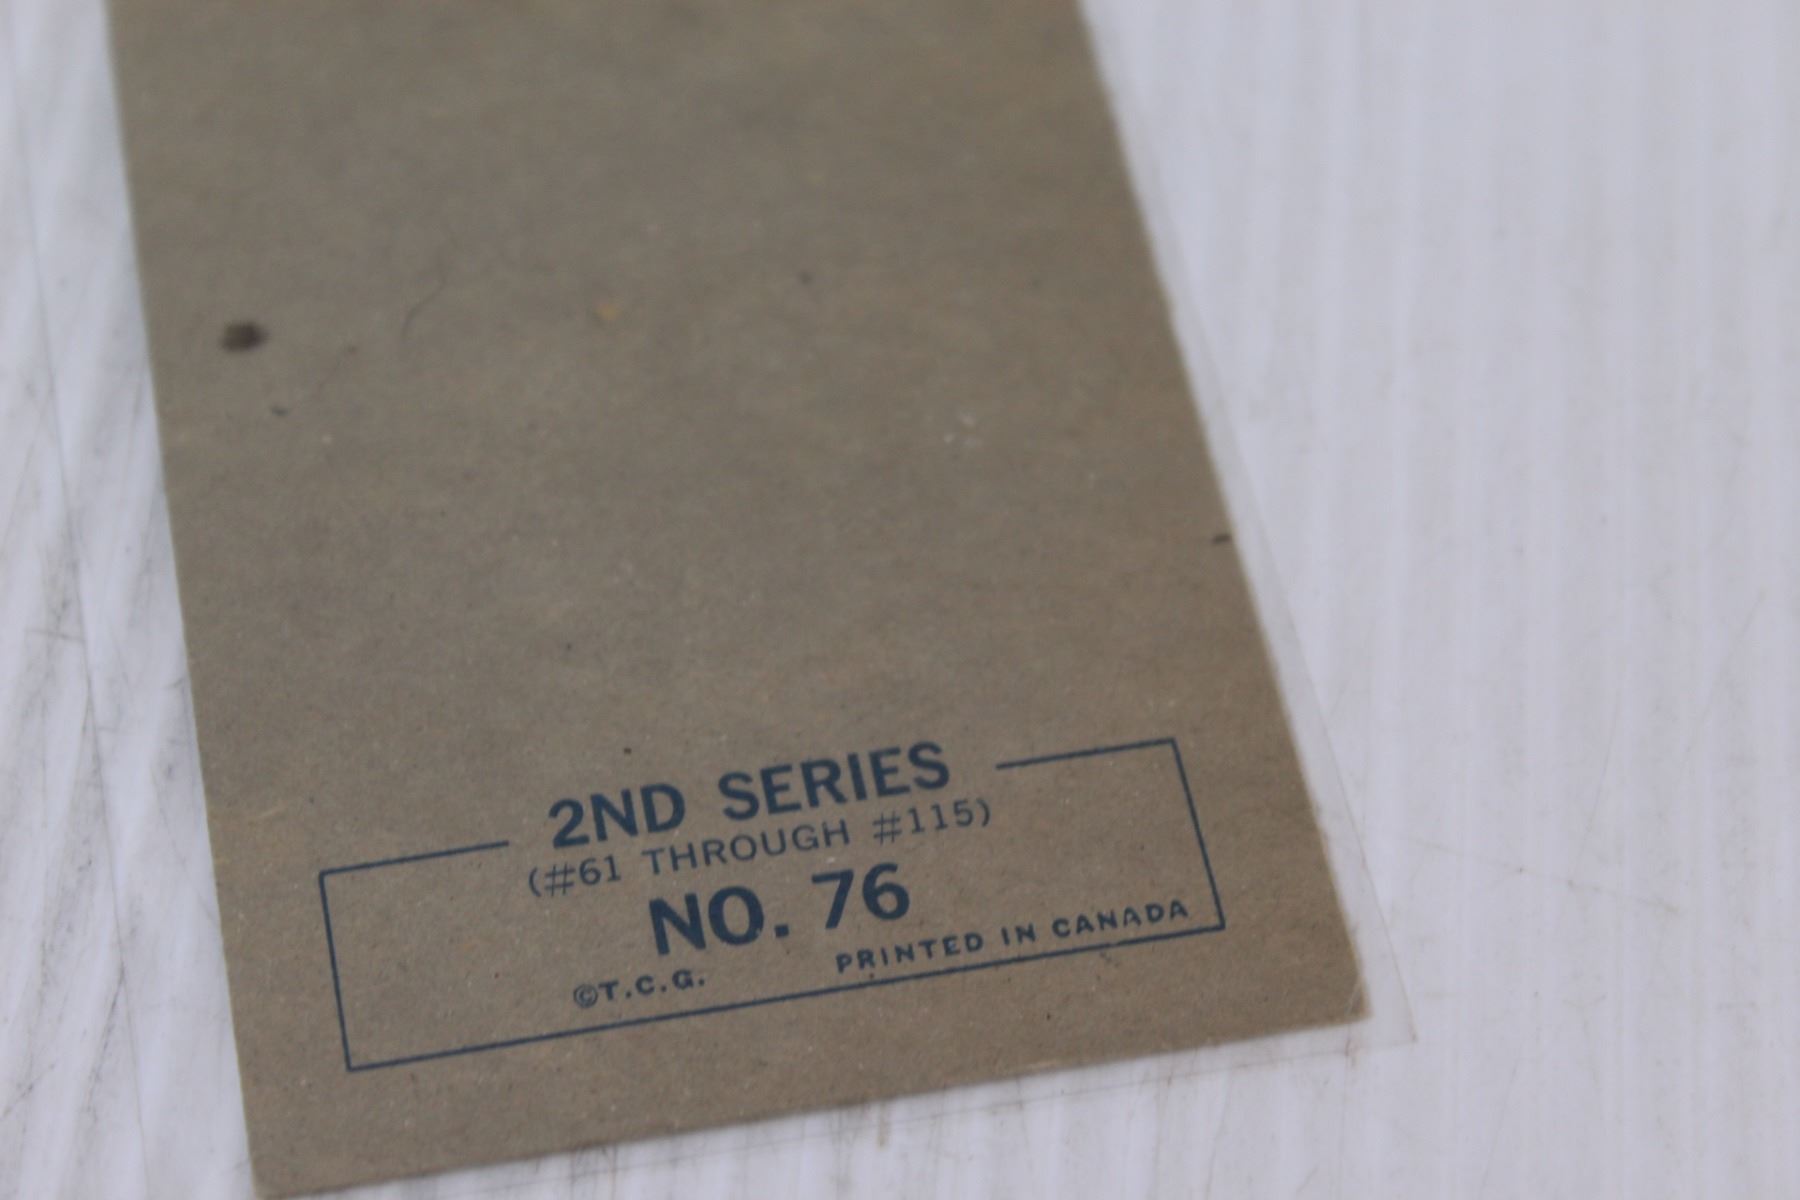 2ND SERIES
(#61 THROUGH #115)
NO. 76
©T.C.G. PRINTED IN CANADA